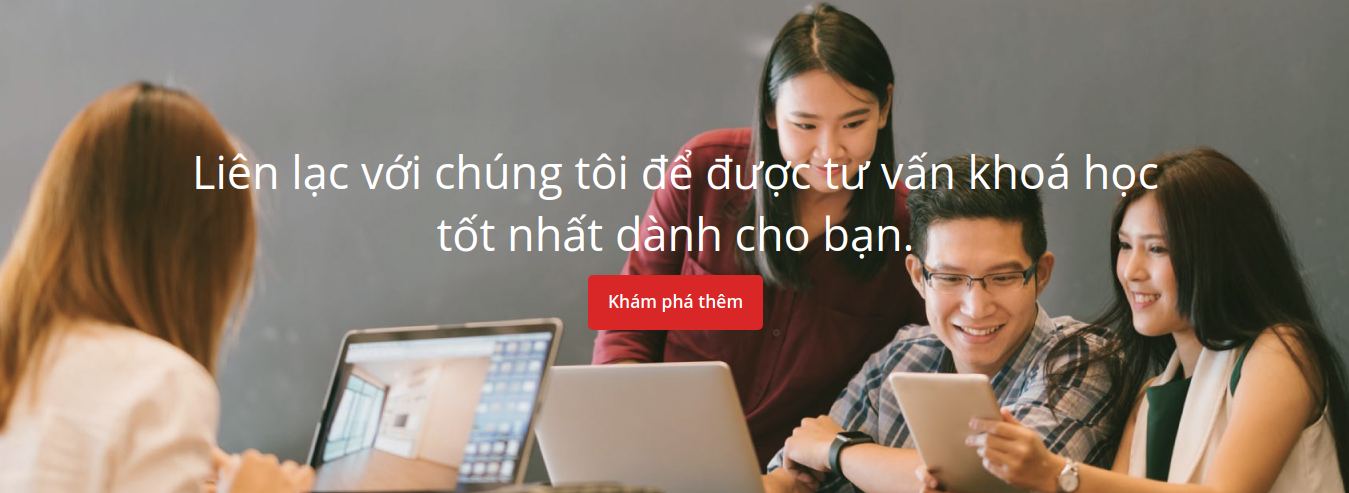 Liên lạc với chúng tôi để được tư vấn khoá học
tốt nhất dành cho bạn.
Khám phá thêm